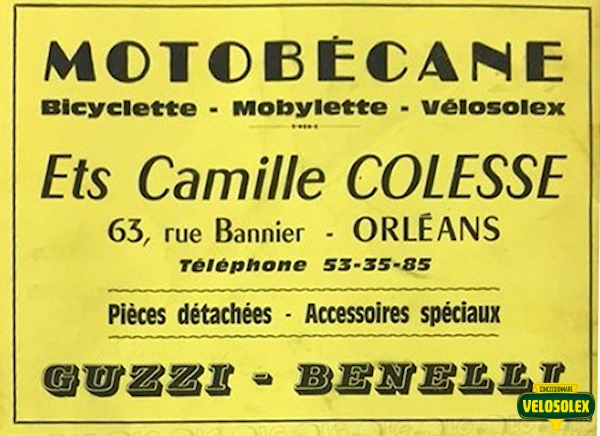 MOTOBÉCANE
Bicyclette - Mobylette - Vélosolex
Ets Camille COLESSE
63, rue Bannier - ORLÉANS
Téléphone 53-35-85
Pièces détachées - Accessoires spéciaux
GUZZI - BENELLI
CONCESSIONNAIRE
VELOSOLEX